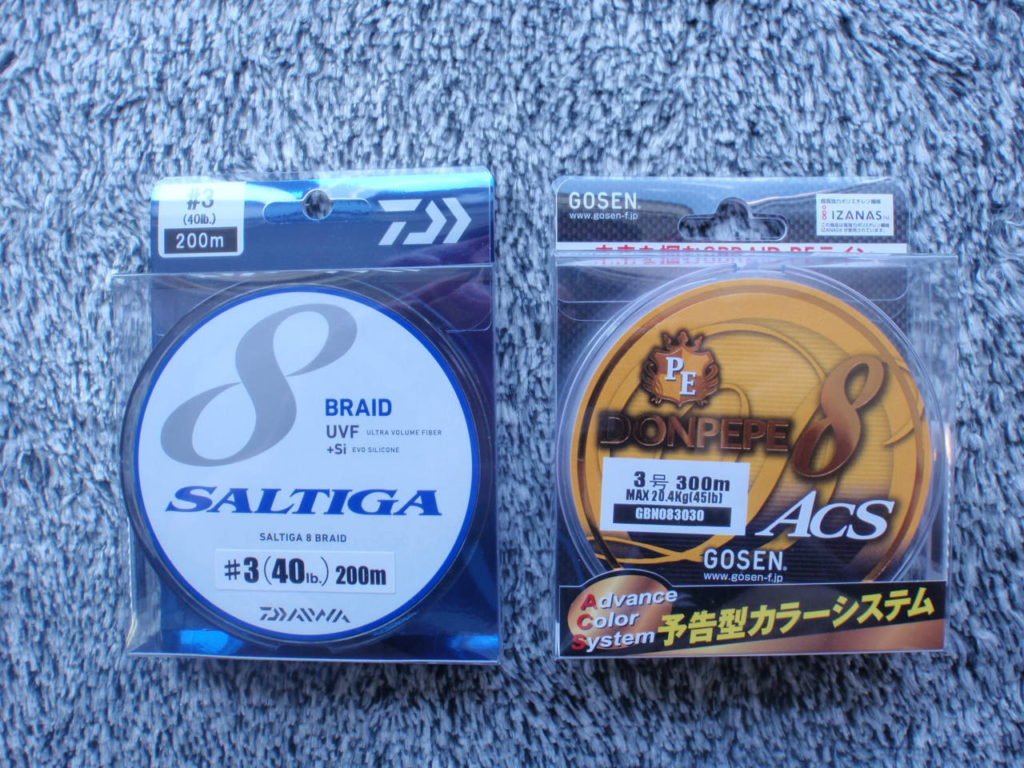 #3
(40lb.)
200m
8
BRAID
UVF ULTRA VOLUME FIBER
+Si EVO SILICONE
SALTIGA
SALTIGA 8 BRAID
#3(40lb.) 200m
DAIWA
GOSEN
www.gosen-f.jp
IZANAS™
PE
DONPEPE 8
3号 300m
MAX 20.4Kg(45lb)
GBN083030
ACS
GOSEN®
www.gosen-f.jp
Advance
Color
System
予告型カラーシステム